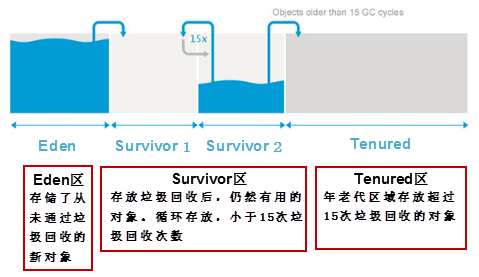 Objects older than 15 GC cycles
15x
Eden
Survivor 1
Survivor 2
Tenured
Eden区
存储了从
未通过垃
圾回收的
新对象
Survivor区
存放垃圾回收后，仍然有用的
对象。循环存放，小于15次垃
圾回收次数
Tenured区
年老代区域存放超过
15次垃圾回收的对象